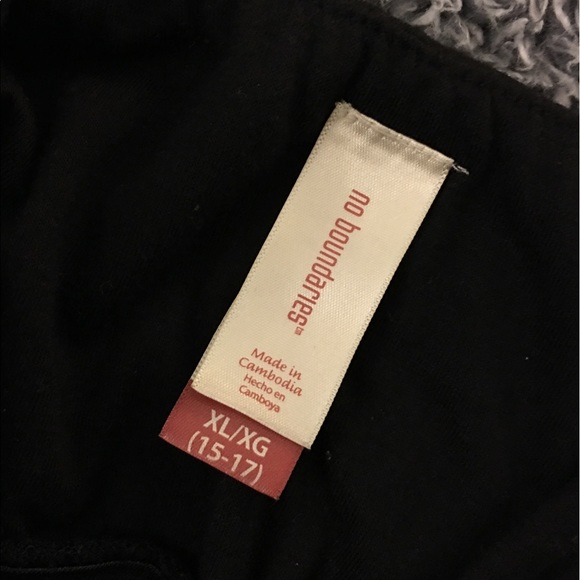 no boundaries
Made in
Cambodia
Hecho en
Camboya
XL/XG
(15-17)